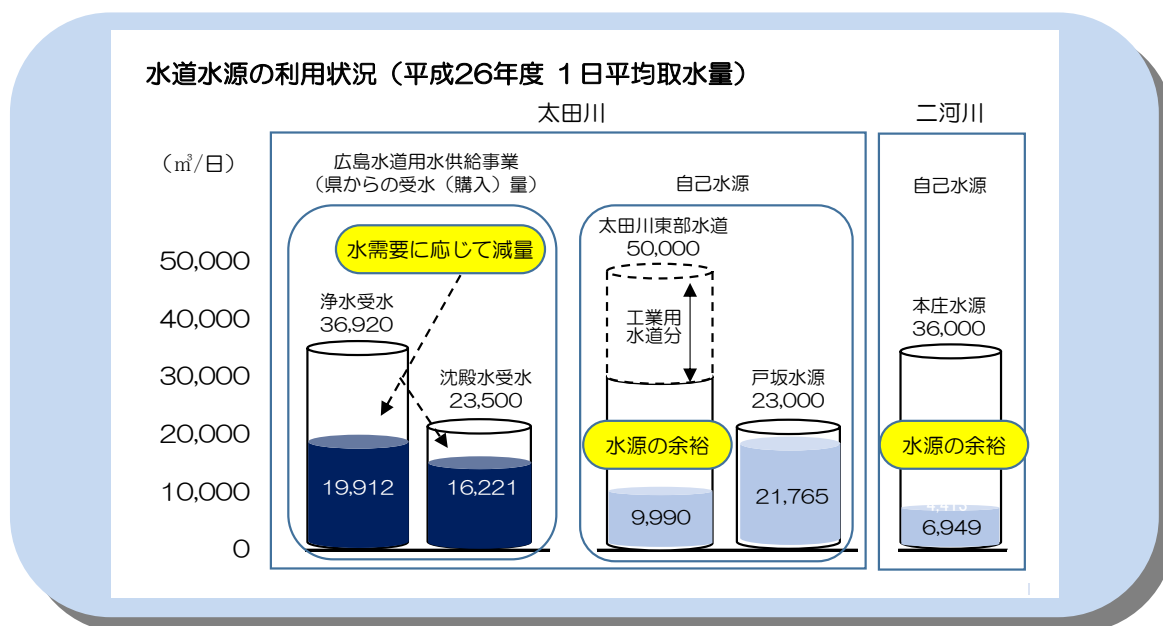 水道水源の利用状況（平成26年度 １日平均取水量）
太田川
二河川
（㎥/日）
広島水道用水供給事業
（県からの受水（購入）量）
自己水源
自己水源
水需要に応じて減量
太田川東部水道
50,000
50,000
40,000
30,000
20,000
10,000
0
浄水受水
36,920
沈殿水受水
23,500
工業用
水道分
戸坂水源
23,000
本庄水源
36,000
水源の余裕
水源の余裕
19,912
16,221
9,990
21,765
6,949